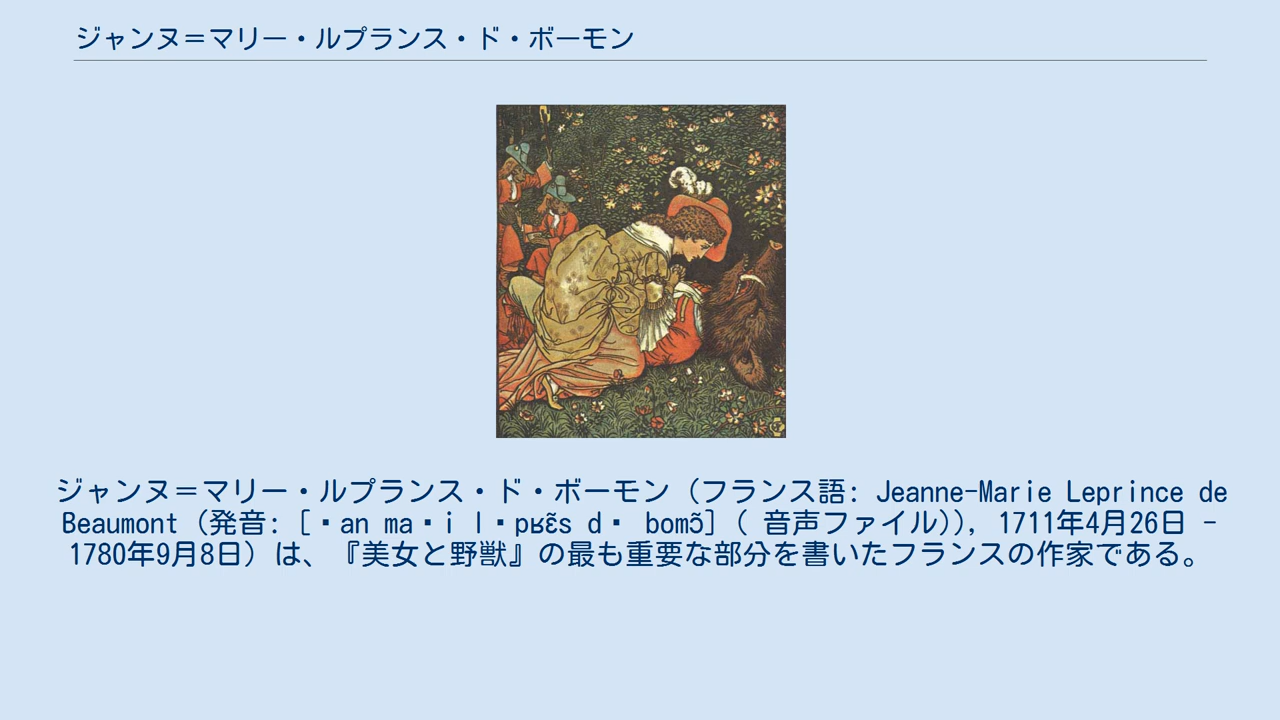 ジャンヌ＝マリー・ルプランス・ド・ボーモン
ジャンヌ＝マリー・ルプランス・ド・ボーモン（フランス語: Jeanne-Marie Leprince de
Beaumont（発音: [▪an ma▪i l▪pʁɛ̃s d▪ bomɔ̃] ( 音声ファイル)), 1711年4月26日 -
1780年9月8日）は、『美女と野獣』の最も重要な部分を書いたフランスの作家である。